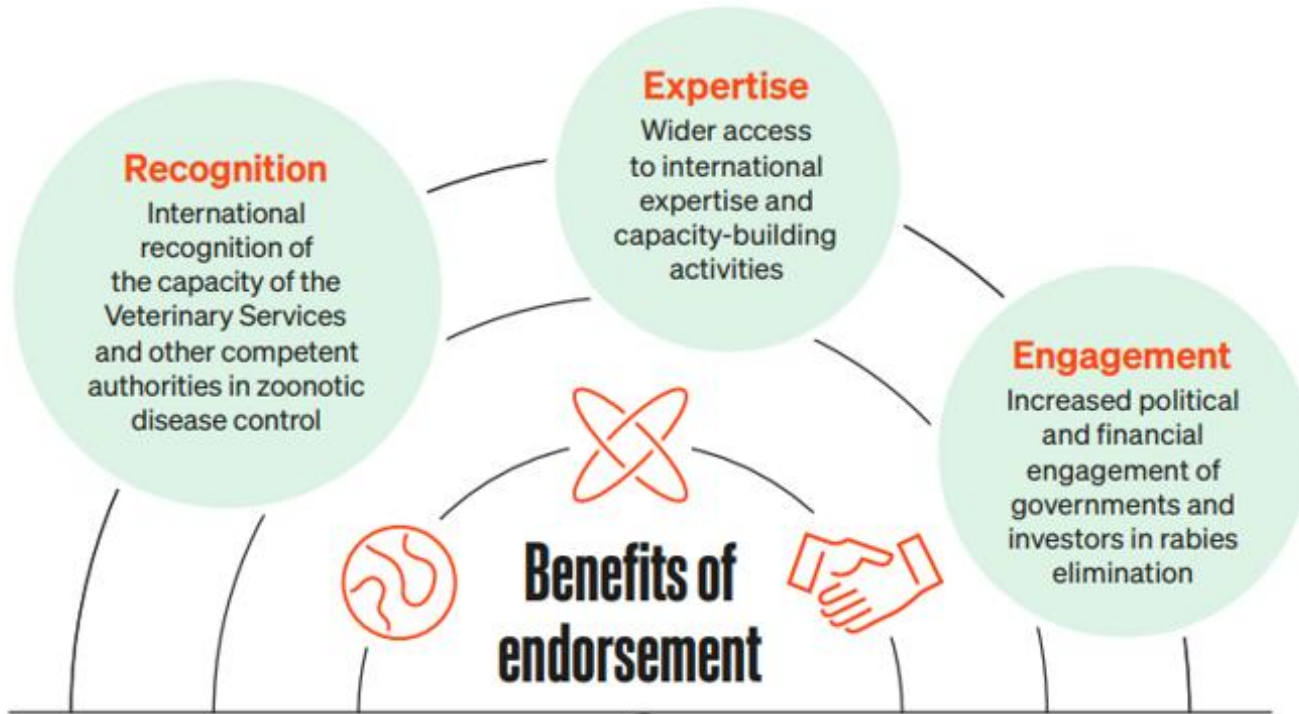 Recognition
International
recognition of
the capacity of the
Veterinary Services
and other competent
authorities in zoonotic
disease control
Expertise
Wider access
to international
expertise and
capacity-building
activities
Engagement
Increased political
and financial
engagement of
governments and
investors in rabies
elimination
Benefits of
endorsement